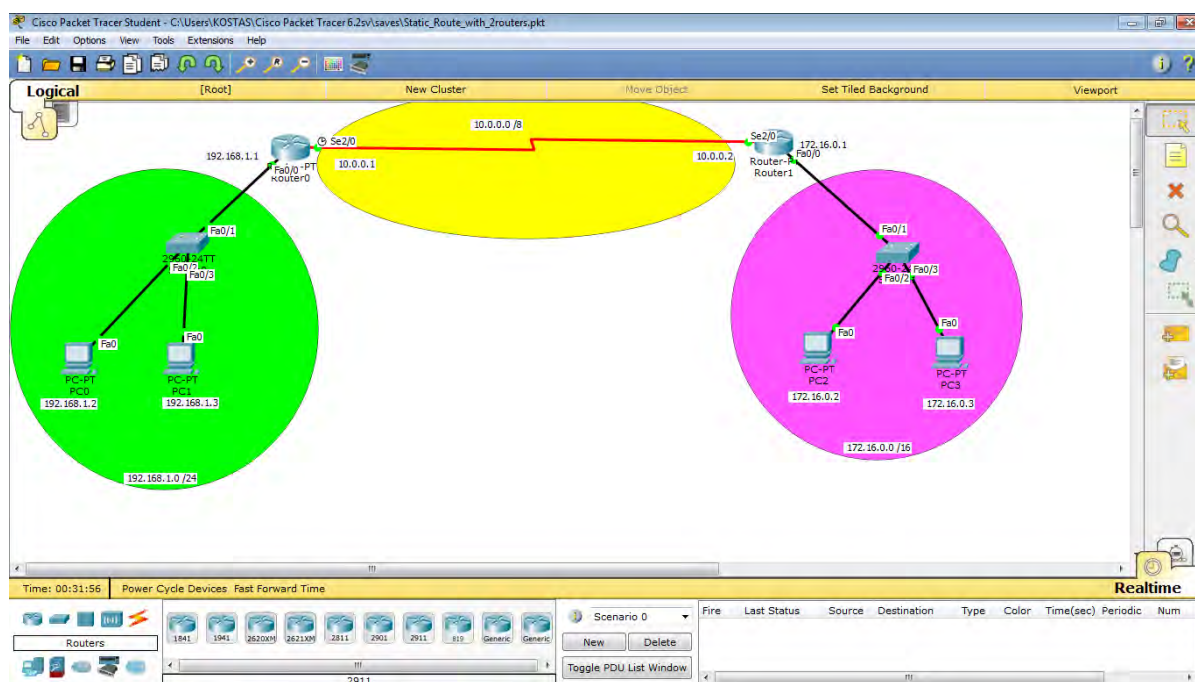 Cisco Packet Tracer Student - C:\Users\KOSTAS\Cisco Packet Tracer 6.2sv\saves\Static_Route_with_2routers.pkt
File Edit Options View Tools Extensions Help
Logical [Root] New Cluster Move Object Set Tiled Background Viewport
10.0.0.0 /8
Se2/0
Se2/0
192.168.1.1
172.16.0.1
Fa0/0 -PT
10.0.0.1
10.0.0.2
Fa0/0
Router0
Router-P
Router1
Fa0/1
Fa0/1
2960-24TT
Fa0/2
Fa0/3
2960-2
Fa0/3
Fa0/2
Fa0
Fa0
Fa0
Fa0
PC-PT
PC0
192.168.1.2
PC-PT
PC1
192.168.1.3
PC-PT
PC2
172.16.0.2
PC-PT
PC3
172.16.0.3
172.16.0.0 /16
192.168.1.0 /24
Time: 00:31:56 Power Cycle Devices Fast Forward Time Realtime
Routers
1841 1941 2620XM 2621XM 2811 2901 2911 819 Generic Generic
2911
Scenario 0
New Delete
Toggle PDU List Window
Fire Last Status Source Destination Type Color Time(sec) Periodic Num